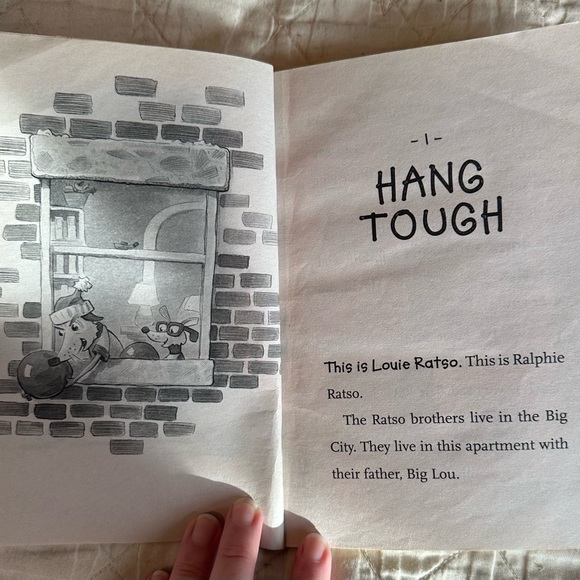 -1-
HANG
TOUGH
This is Louie Ratso. This is Ralphie
Ratso.
The Ratso brothers live in the Big
City. They live in this apartment with
their father, Big Lou.